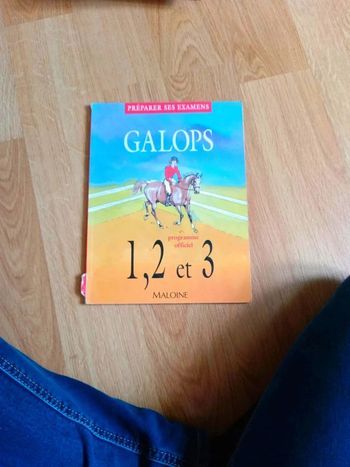 PRÉPARER SES EXAMENS
GALOPS
programme
officiel
1,2 et 3
MALOINE